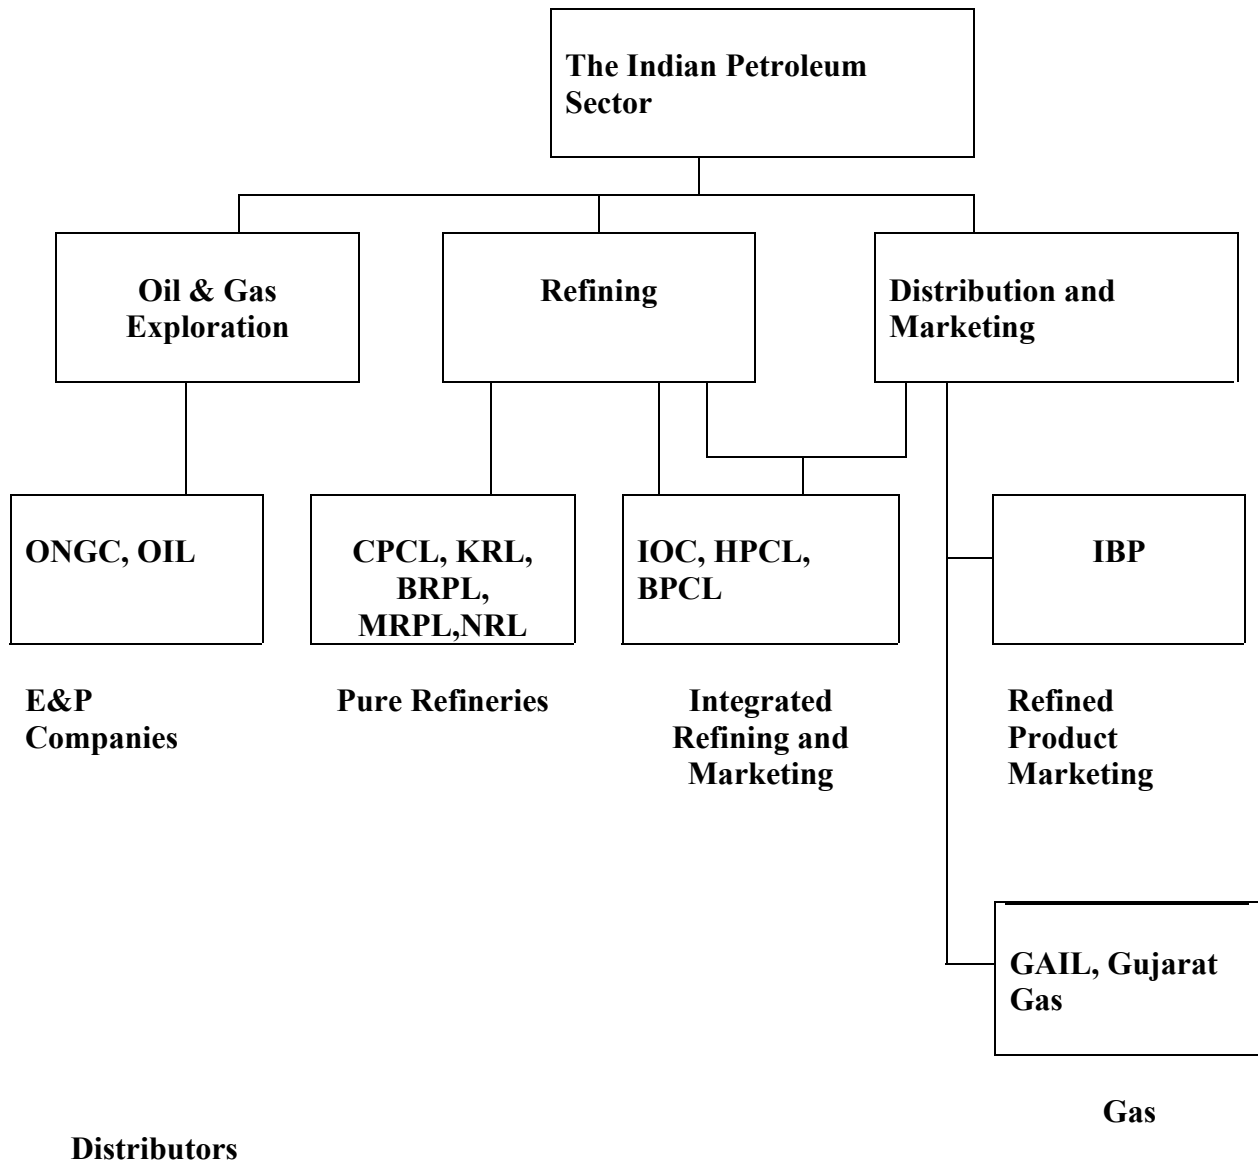 The Indian Petroleum
Sector
Oil & Gas
Exploration
Refining
Distribution and
Marketing
ONGC, OIL
CPCL, KRL,
BRPL,
MRPL,NRL
IOC, HPCL,
BPCL
IBP
E&P
Companies
Pure Refineries
Integrated
Refining and
Marketing
Refined
Product
Marketing
GAIL, Gujarat
Gas
Gas
Distributors